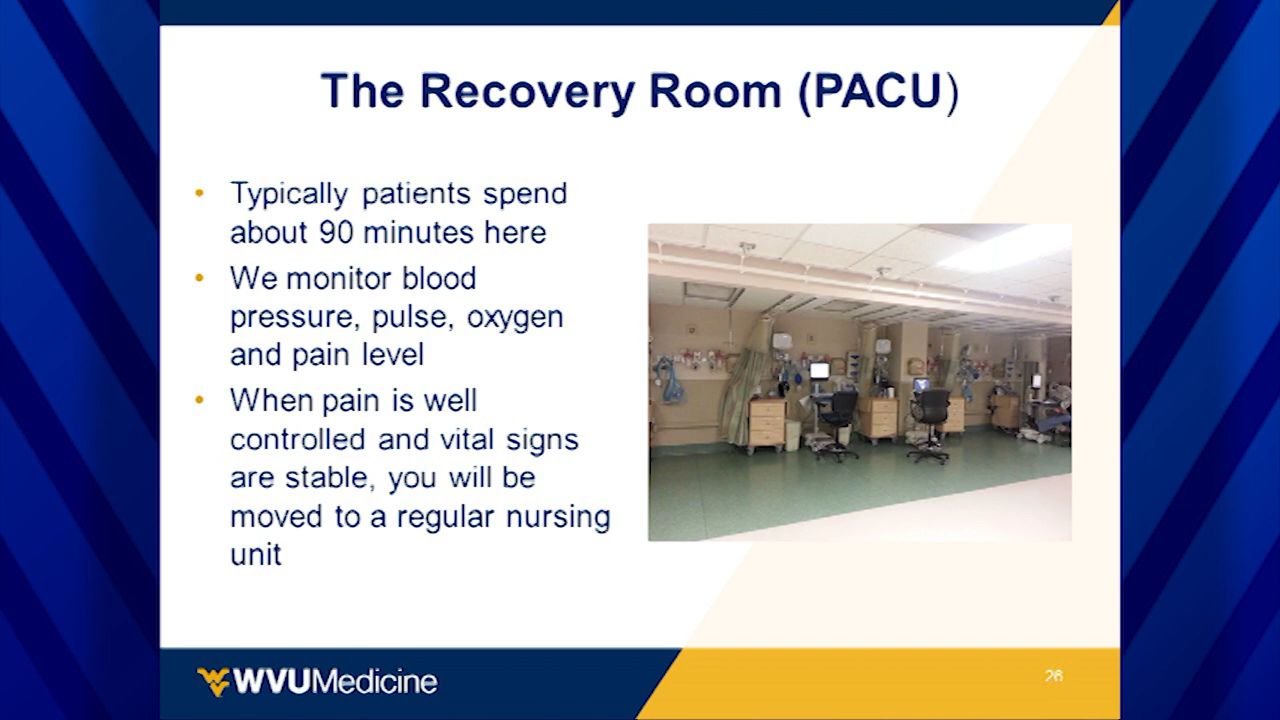 The Recovery Room (PACU)
• Typically patients spend
about 90 minutes here
• We monitor blood
pressure, pulse, oxygen
and pain level
• When pain is well
controlled and vital signs
are stable, you will be
moved to a regular nursing
unit
WVUMedicine
26